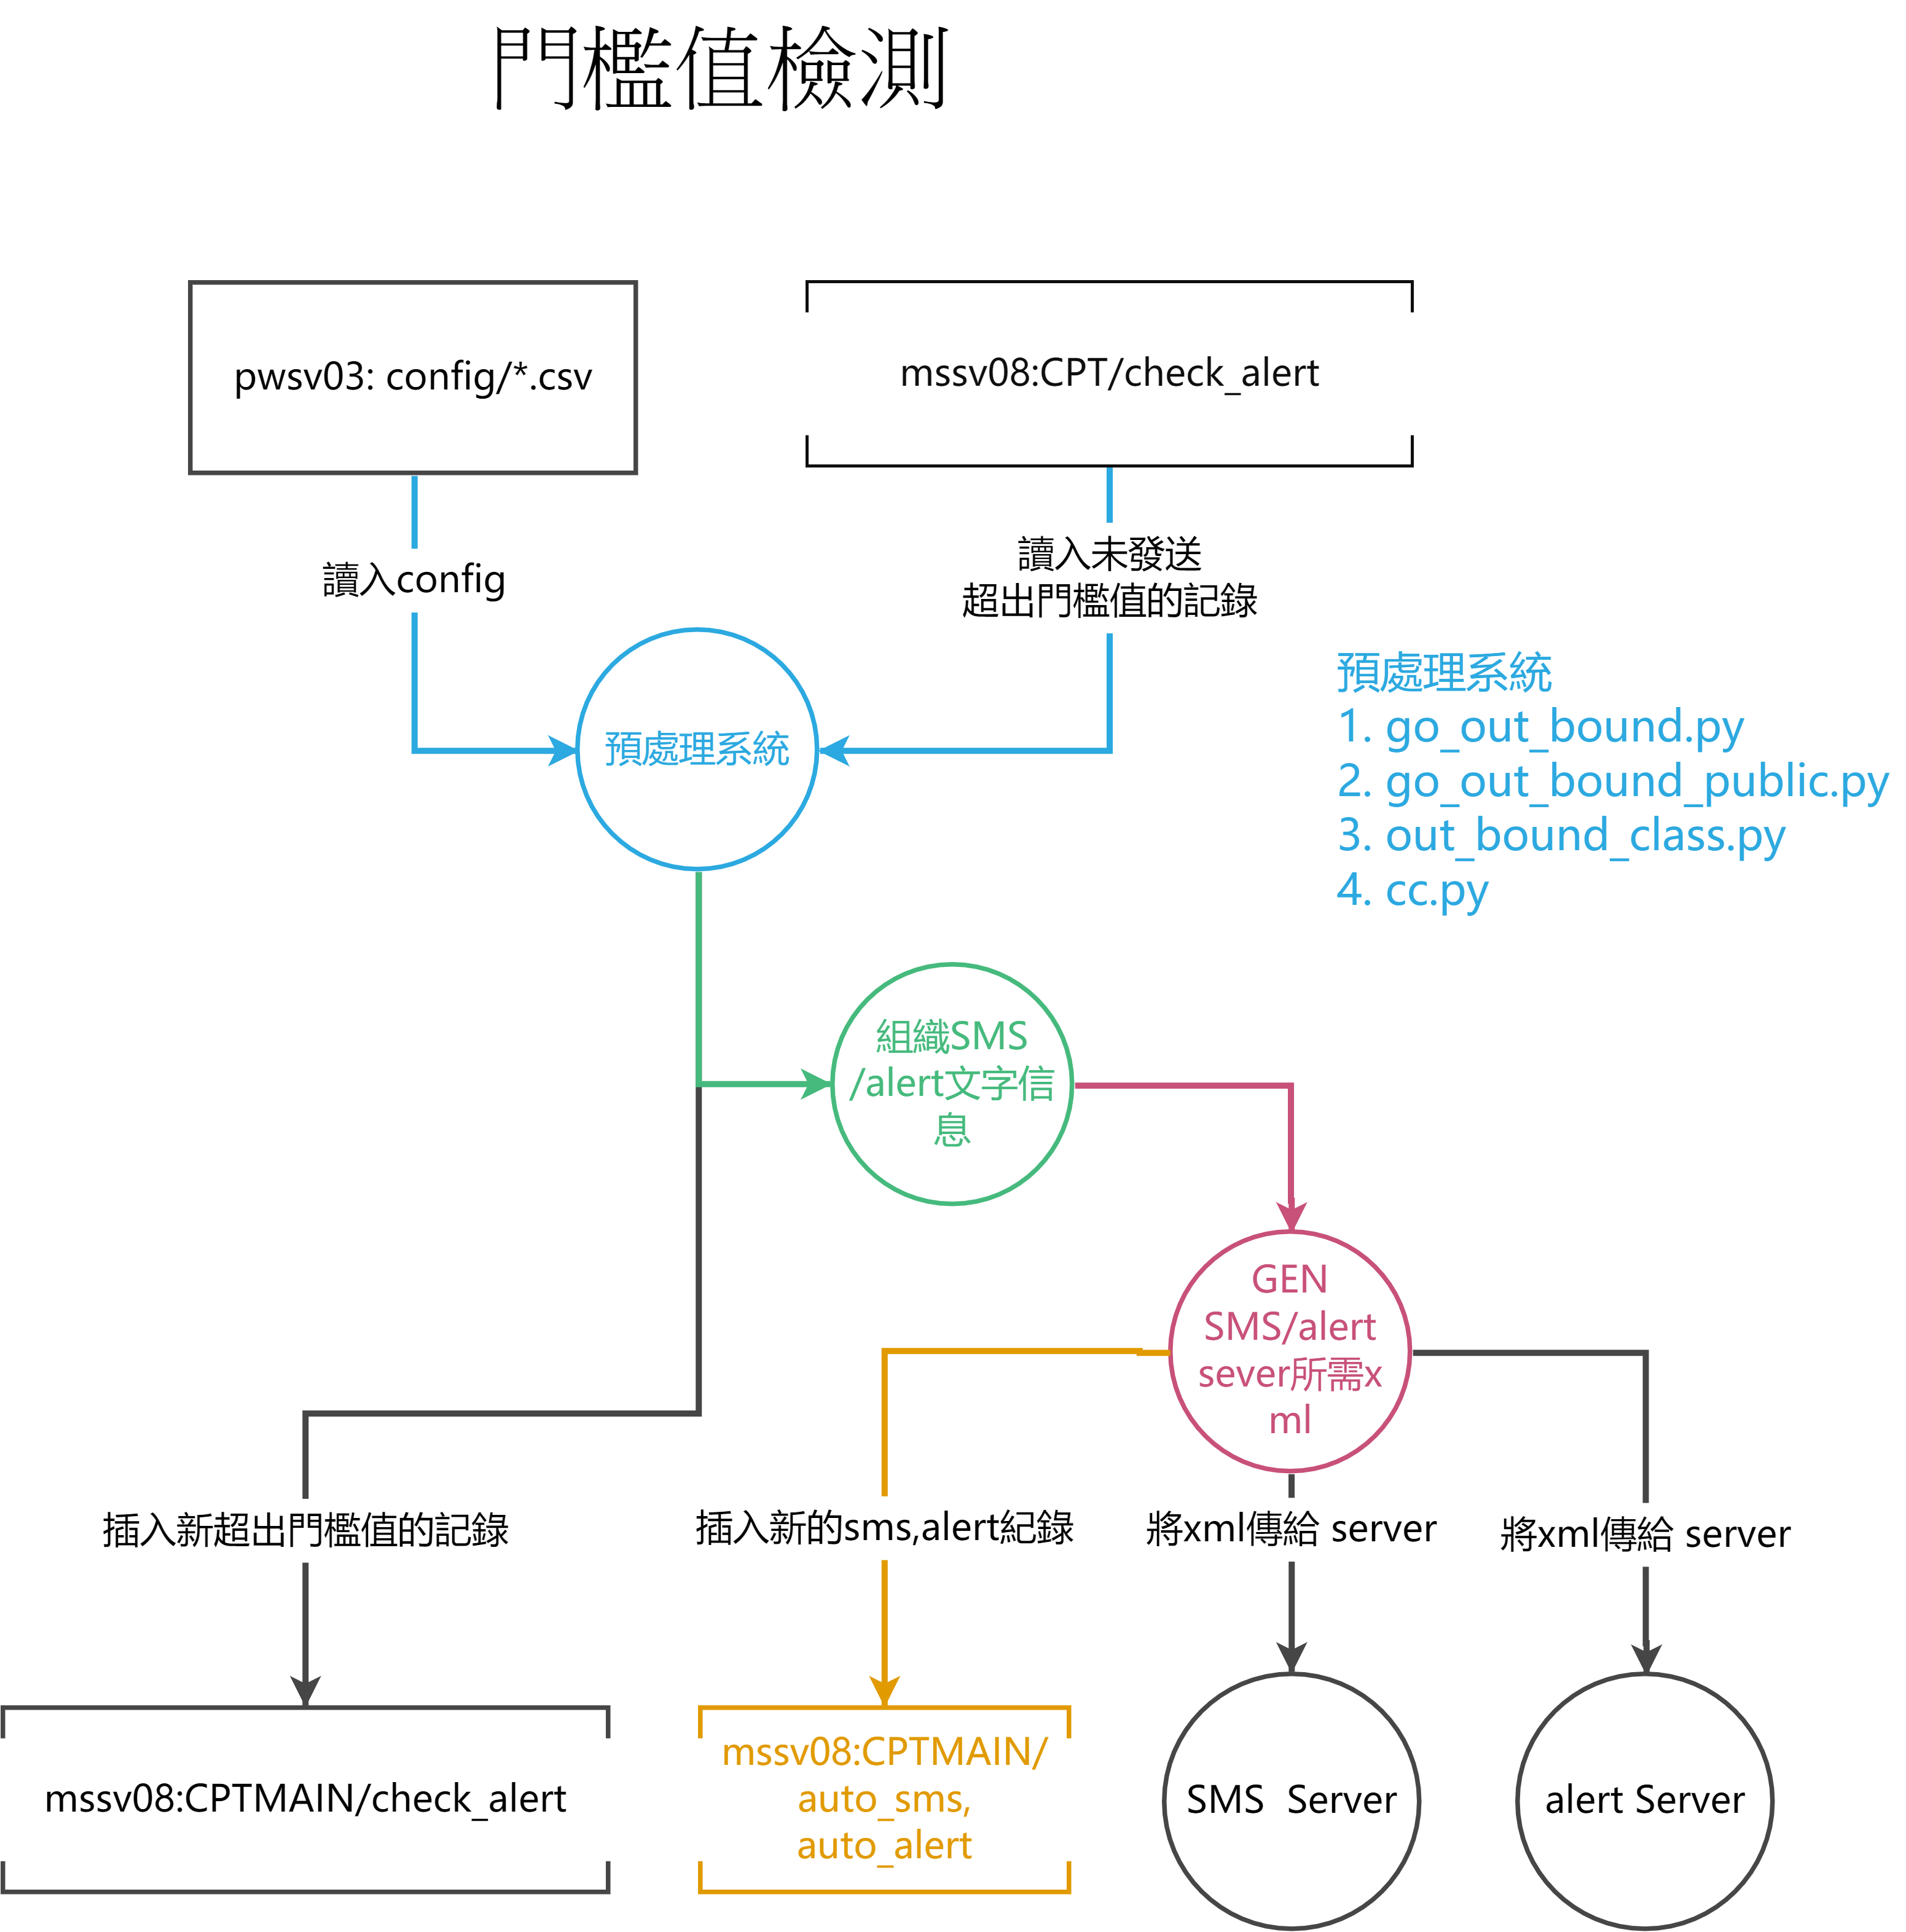 門檻值檢測
pwsv03: config/*.csv
mssv08:CPT/check_alert
讀入config
讀入未發送
超出門檻值的記錄
預處理系統
預處理系統
1. go_out_bound.py
2. go_out_bound_public.py
3. out_bound_class.py
4. cc.py
組織SMS
/alert文字信
息
GEN
SMS/alert
sever所需x
ml
插入新超出門檻值的記錄
插入新的sms,alert紀錄
將xml傳給 server
將xml傳給 server
mssv08:CPTMAIN/check_alert
mssv08:CPTMAIN/
auto_sms,
auto_alert
SMS  Server
alert Server